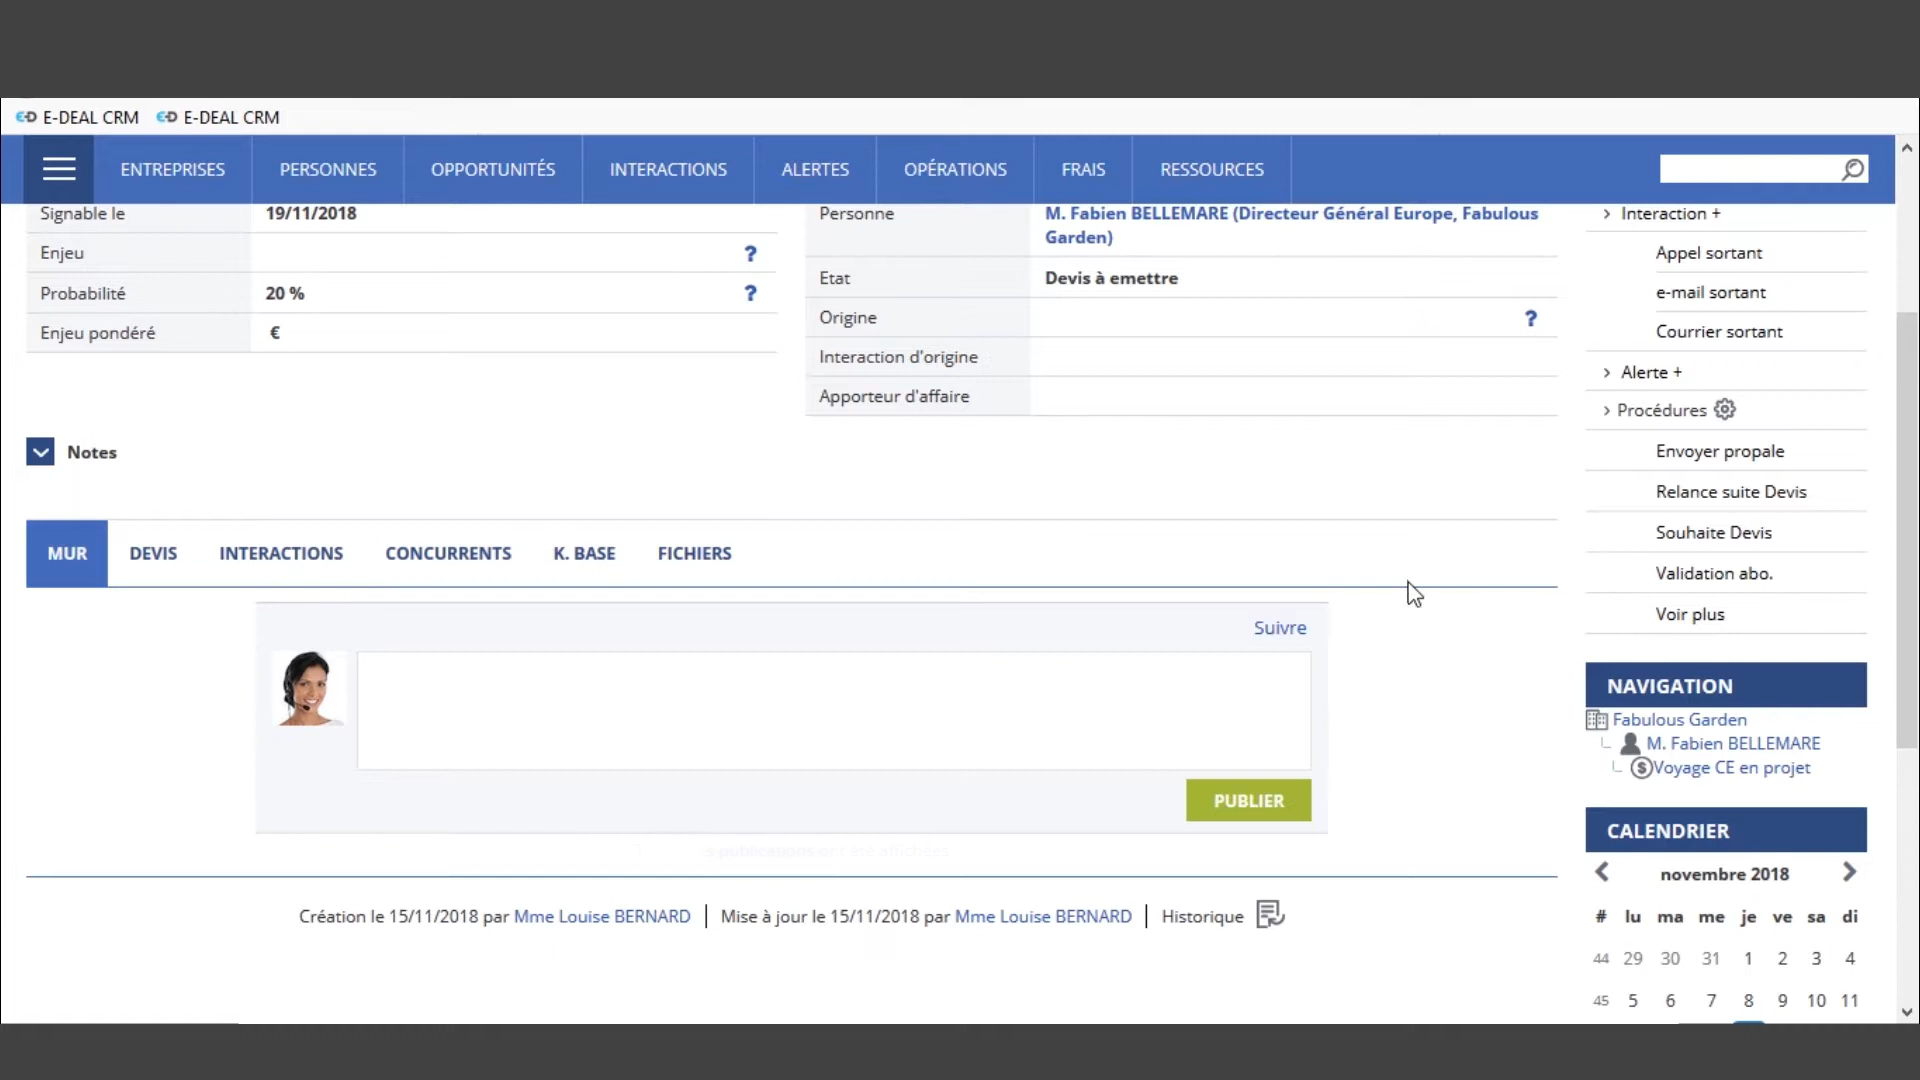 E-DEAL CRM E-DEAL CRM
ENTREPRISES PERSONNES OPPORTUNITÉS INTERACTIONS ALERTES OPÉRATIONS FRAIS RESSOURCES
Signable le 19/11/2018
Enjeu ?
Probabilité 20 % ?
Enjeu pondéré €
Personne M. Fabien BELLEMARE (Directeur Général Europe, Fabulous
Garden)
Etat Devis à emettre
Origine ?
Interaction d'origine
Apporteur d'affaire
Notes
MUR DEVIS INTERACTIONS CONCURRENTS K. BASE FICHIERS
Suivre
PUBLIER
publications ont été affichées
Création le 15/11/2018 par Mme Louise BERNARD | Mise à jour le 15/11/2018 par Mme Louise BERNARD | Historique
> Interaction +
Appel sortant
e-mail sortant
Courrier sortant
> Alerte +
> Procédures
Envoyer propale
Relance suite Devis
Souhaite Devis
Validation abo.
Voir plus
NAVIGATION
Fabulous Garden
M. Fabien BELLEMARE
Voyage CE en projet
CALENDRIER
novembre 2018
# lu ma me je ve sa di
44 29 30 31 1 2 3 4
45 5 6 7 8 9 10 11